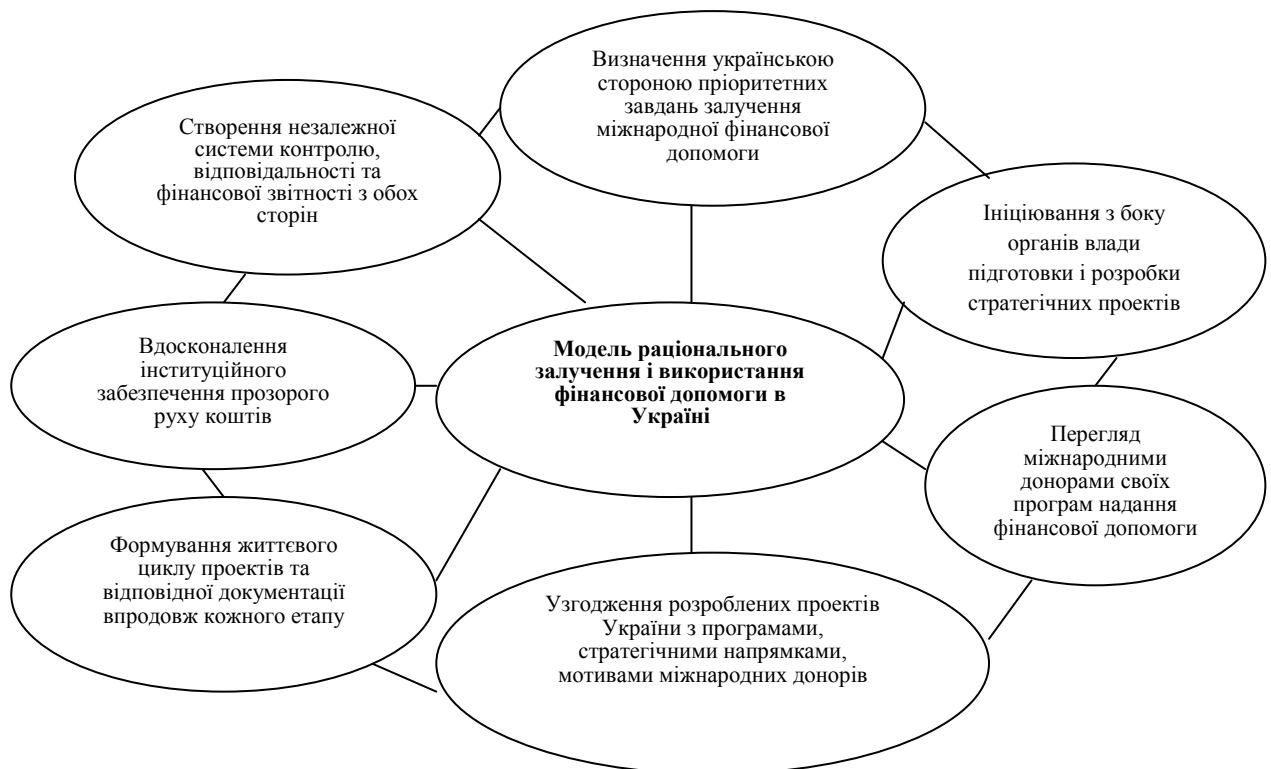 Визначення українською
стороною пріоритетних
завдань залучення
міжнародної фінансової
допомоги
Створення незалежної
системи контролю,
відповідальності та
фінансової звітності з обох
сторін
Ініціювання з боку
органів влади
підготовки і розробки
стратегічних проектів
Вдосконалення
інституційного
забезпечення прозорого
руху коштів
Модель раціонального
залучення і використання
фінансової допомоги в
Україні
Перегляд
міжнародними
донорами своїх
програм надання
фінансової допомоги
Формування життєвого
циклу проектів та
відповідної документації
впродовж кожного етапу
Узгодження розроблених проектів
України з програмами,
стратегічними напрямками,
мотивами міжнародних донорів